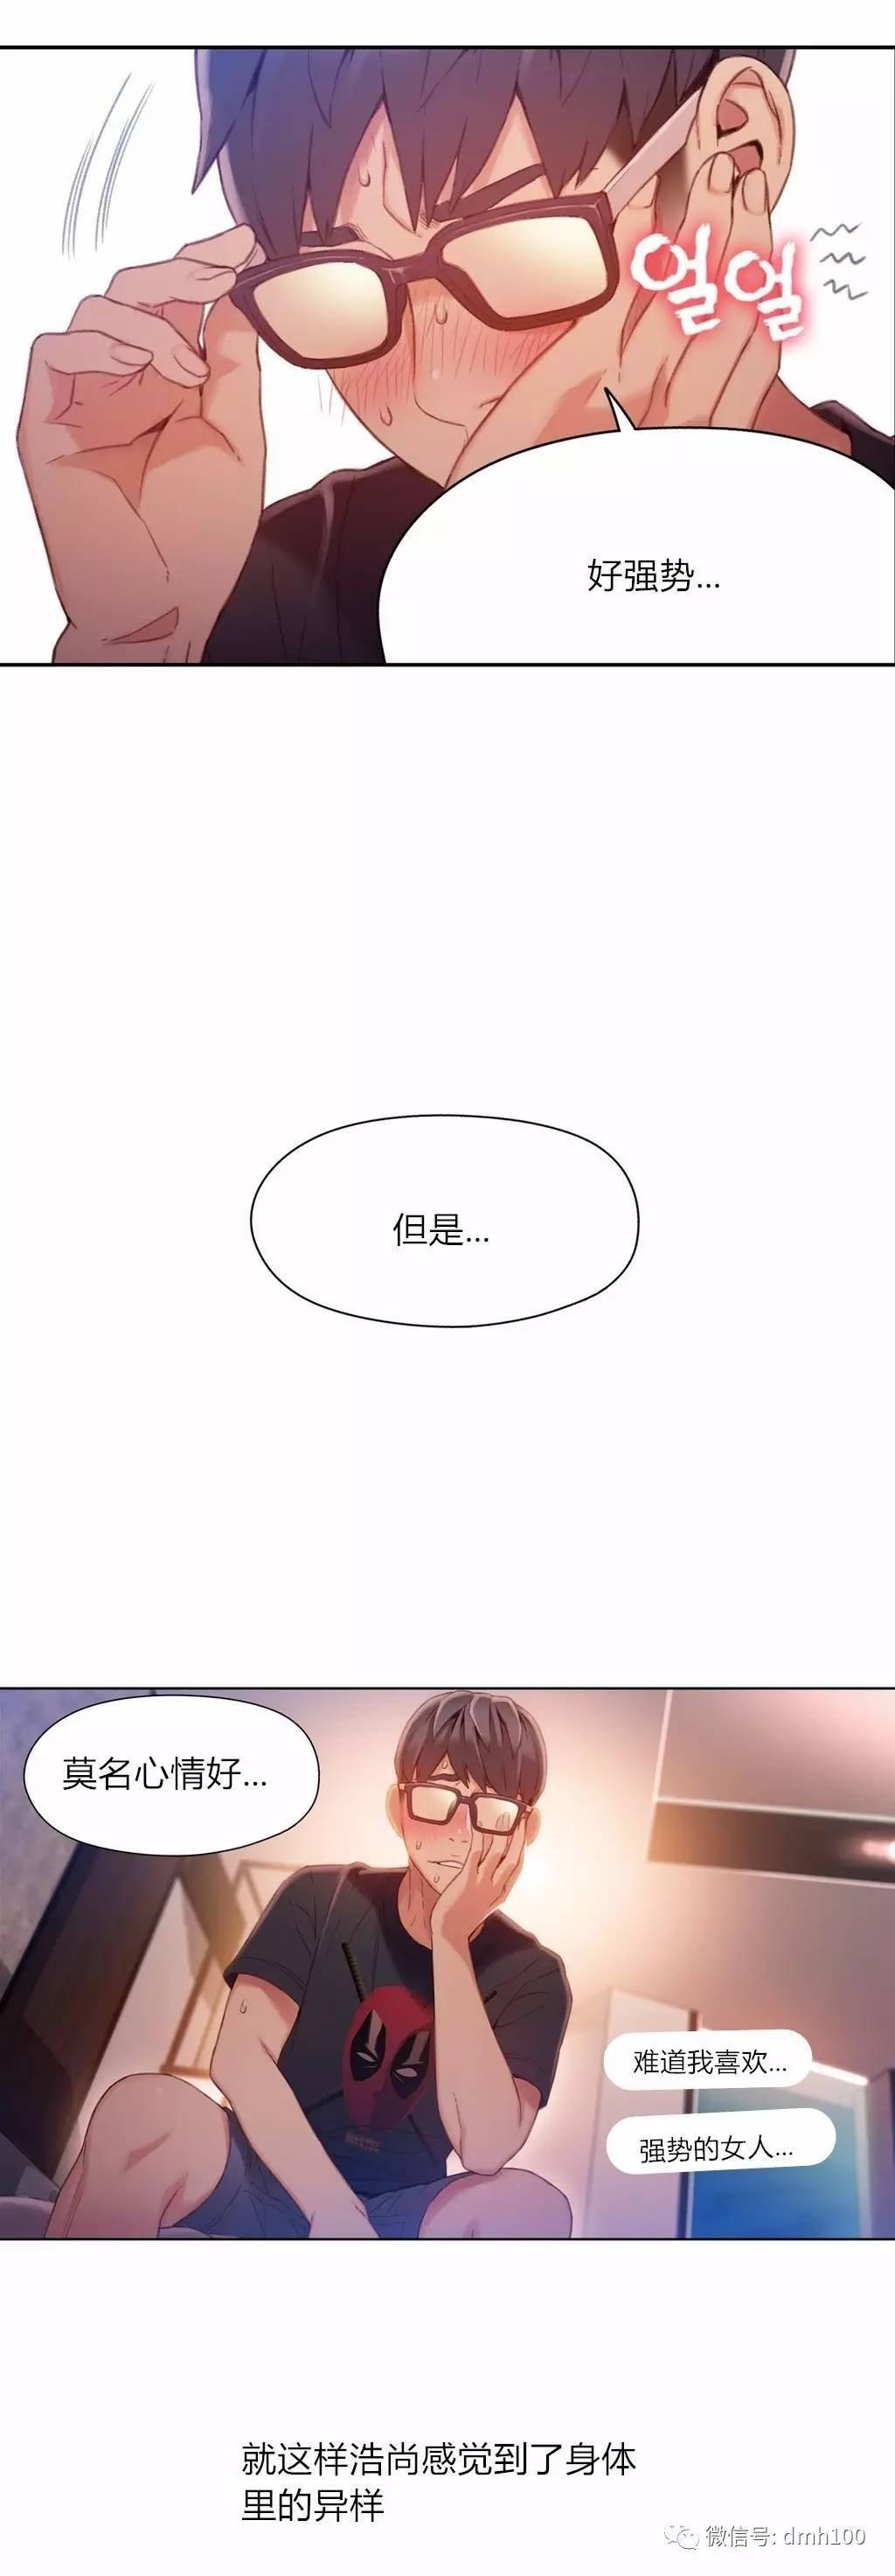 얼얼
好强势...
但是...
莫名心情好...
难道我喜欢...
强势的女人...
就这样浩尚感觉到了身体
里的异样
微信号: dmh100